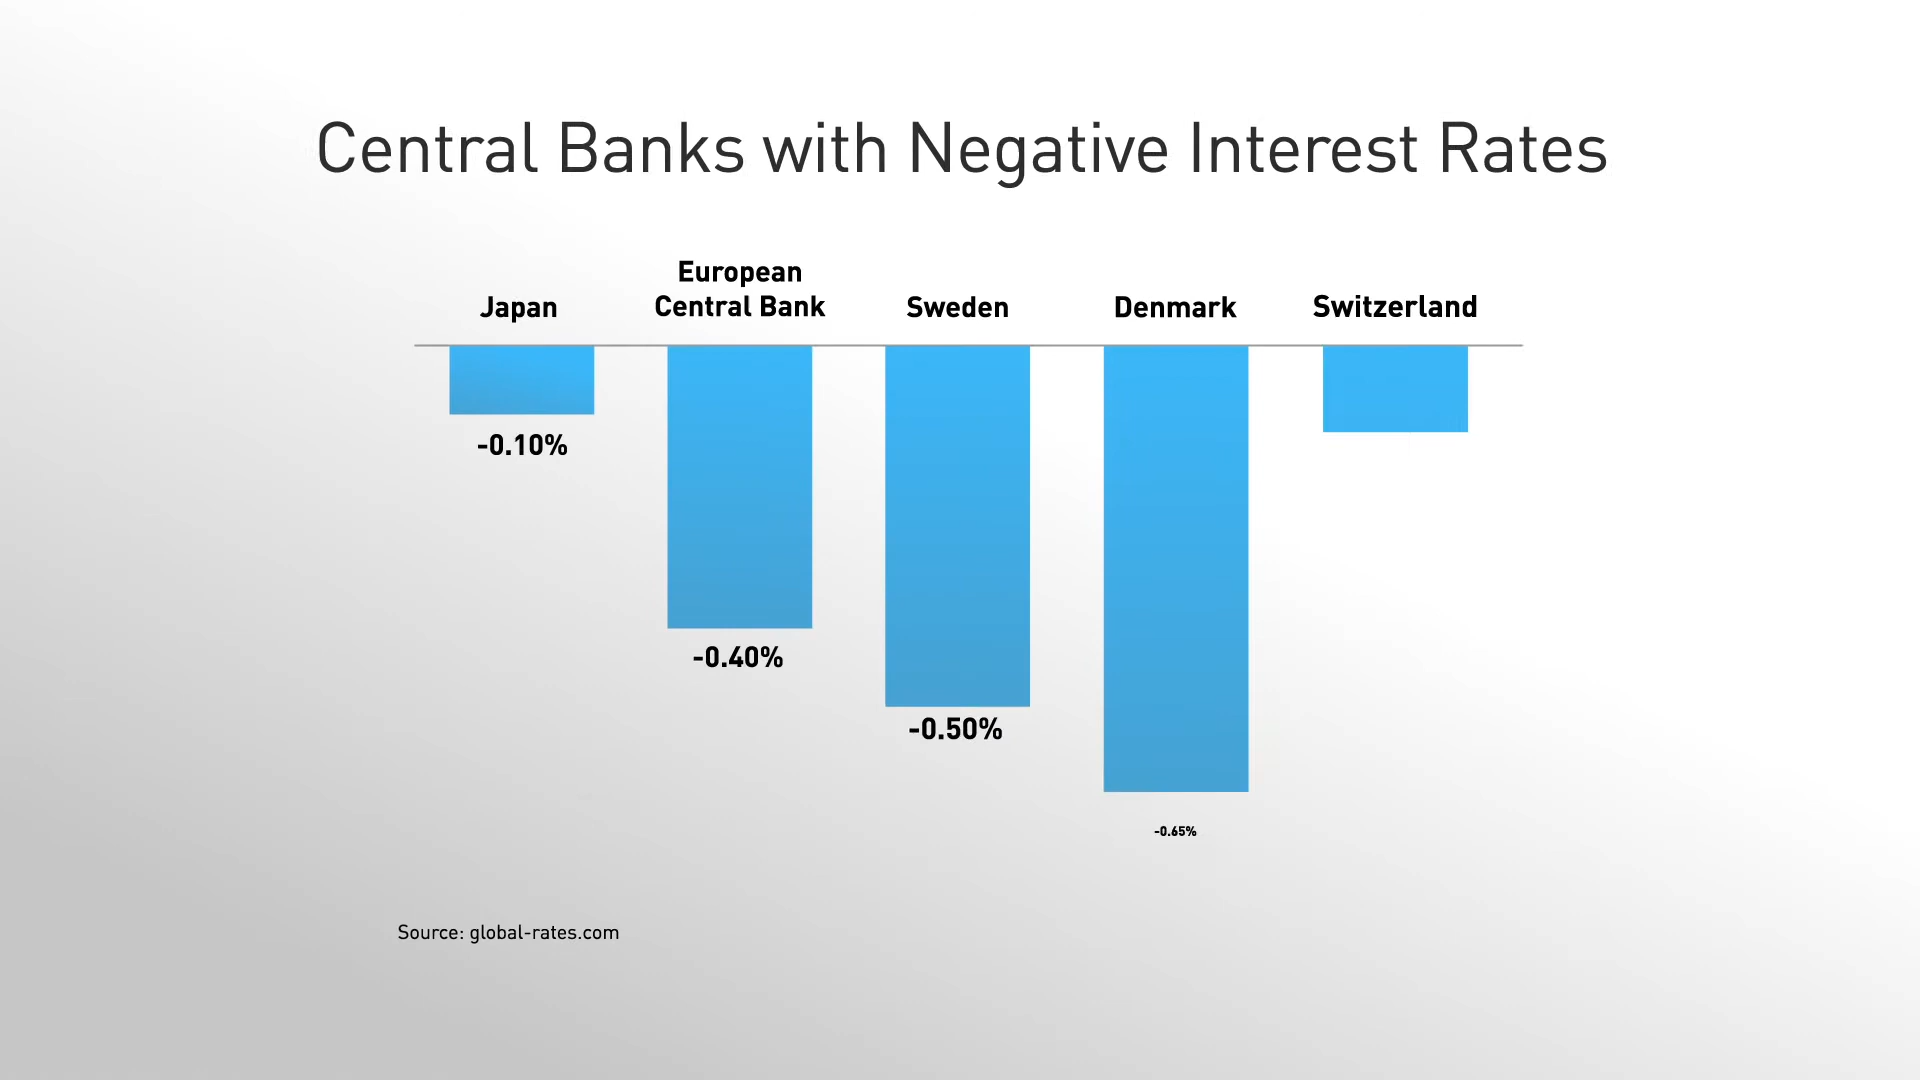 Central Banks with Negative Interest Rates
Japan
European
Central Bank
Sweden
Denmark
Switzerland
-0.10%
-0.40%
-0.50%
-0.65%
Source: global-rates.com